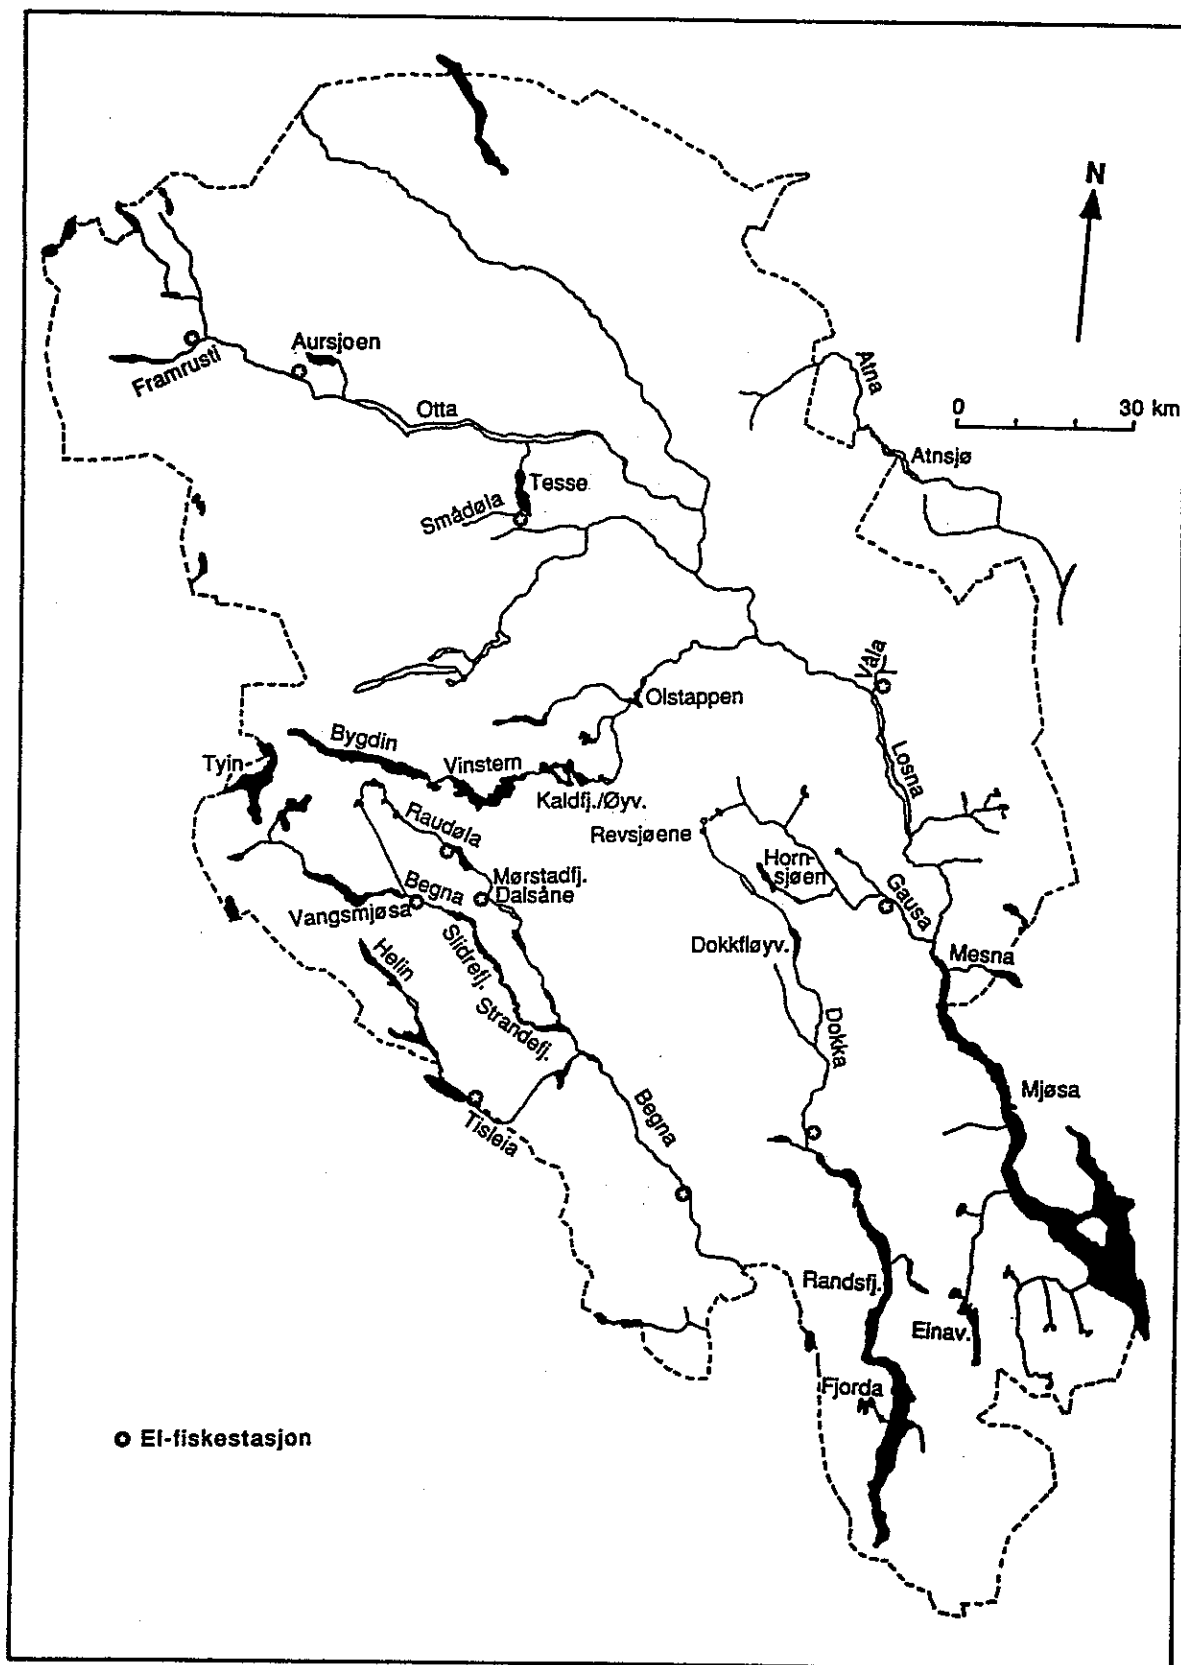 N
Aursjoen
Framrusti
Atna
0 30 km
Otta
Atnsjø
Tesse
Smådøla
Våla
Olstappen
Bygdin
Tyin
Vinstern
Losna
Kaldfj./Øyv.
Raudøla
Revsjøene
Horn-
sjøen
Mørstadfj.
Dalsåne
Begna
Gausa
Vangsmjøsa
Slidrefj.
Dokkfløyv.
Mesna
Helin
Strandefj.
Dokka
Mjøsa
Begna
Tisleia
Randsfj.
Einav.
Fjorda
El-fiskestasjon